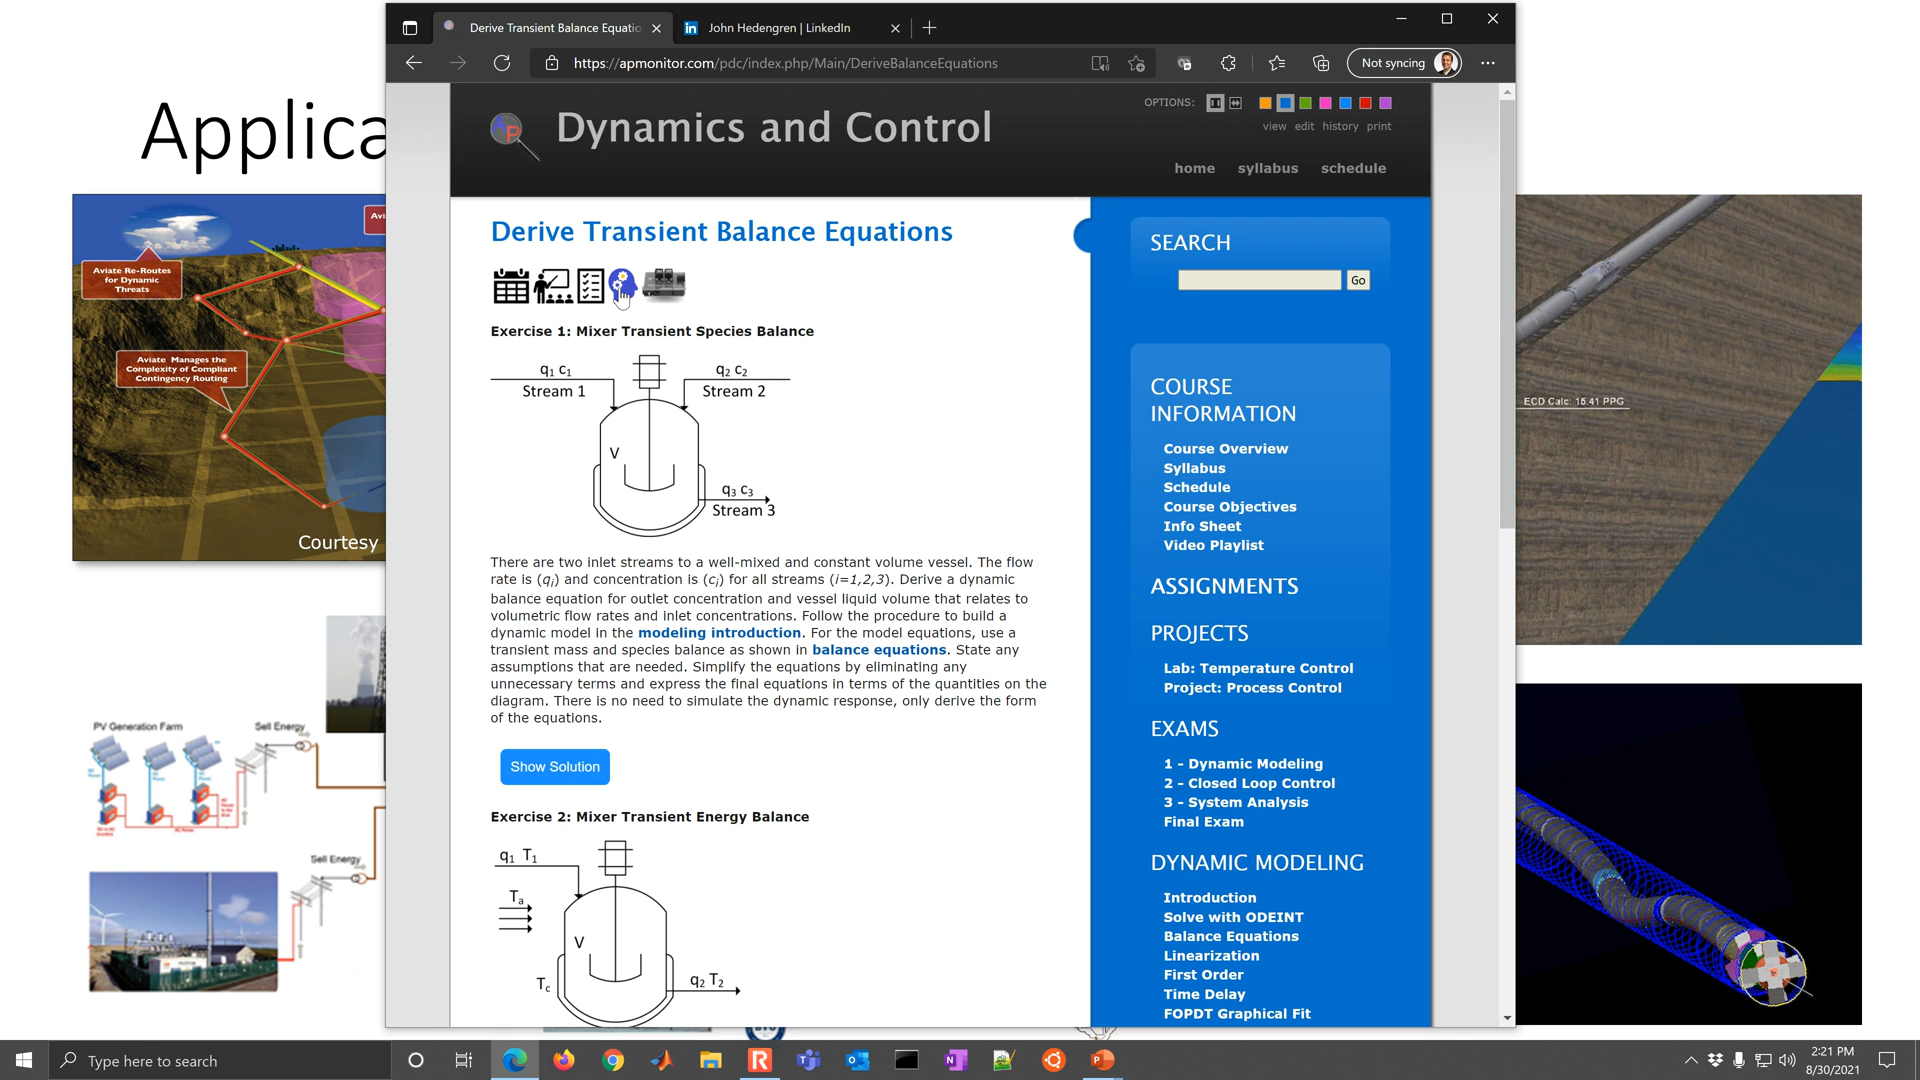 Derive Transient Balance Equatio
John Hedengren | LinkedIn
https://apmonitor.com/pdc/index.php/Main/DeriveBalanceEquations
Not syncing
Applica
OPTIONS:
view edit history print
AP
Dynamics and Control
home syllabus schedule
Derive Transient Balance Equations
Exercise 1: Mixer Transient Species Balance
q1 c1
Stream 1
q2 c2
Stream 2
V
q3 c3
Stream 3
There are two inlet streams to a well-mixed and constant volume vessel. The flow
rate is (qi) and concentration is (ci) for all streams (i=1,2,3). Derive a dynamic
balance equation for outlet concentration and vessel liquid volume that relates to
volumetric flow rates and inlet concentrations. Follow the procedure to build a
dynamic model in the modeling introduction. For the model equations, use a
transient mass and species balance as shown in balance equations. State any
assumptions that are needed. Simplify the equations by eliminating any
unnecessary terms and express the final equations in terms of the quantities on the
diagram. There is no need to simulate the dynamic response, only derive the form
of the equations.
Show Solution
Exercise 2: Mixer Transient Energy Balance
q1 T1
Ta
V
Tc
q2 T2
SEARCH
Go
COURSE
INFORMATION
Course Overview
Syllabus
Schedule
Course Objectives
Info Sheet
Video Playlist
ASSIGNMENTS
PROJECTS
Lab: Temperature Control
Project: Process Control
EXAMS
1 - Dynamic Modeling
2 - Closed Loop Control
3 - System Analysis
Final Exam
DYNAMIC MODELING
Introduction
Solve with ODEINT
Balance Equations
Linearization
First Order
Time Delay
FOPDT Graphical Fit
Avi
Aviate Re-Routes
for Dynamic
Threats
Aviate Manages the
Complexity of Compliant
Contingency Routing
Courtesy
PV Generation Farm
Sell Energy
Sell Energy
ECD Calc: 15.41 PPG
Type here to search
2:21 PM
8/30/2021